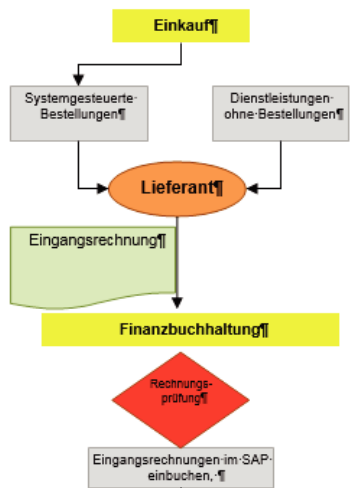 Einkauf¶
Systemgesteuerte·
Bestellungen¶
Dienstleistungen·
ohne·Bestellungen¶
Lieferant¶
Eingangsrechnung¶
Finanzbuchhaltung¶
Rechnungs-
prüfung¶
Eingangsrechnungen·im·SAP·
einbuchen,·¶